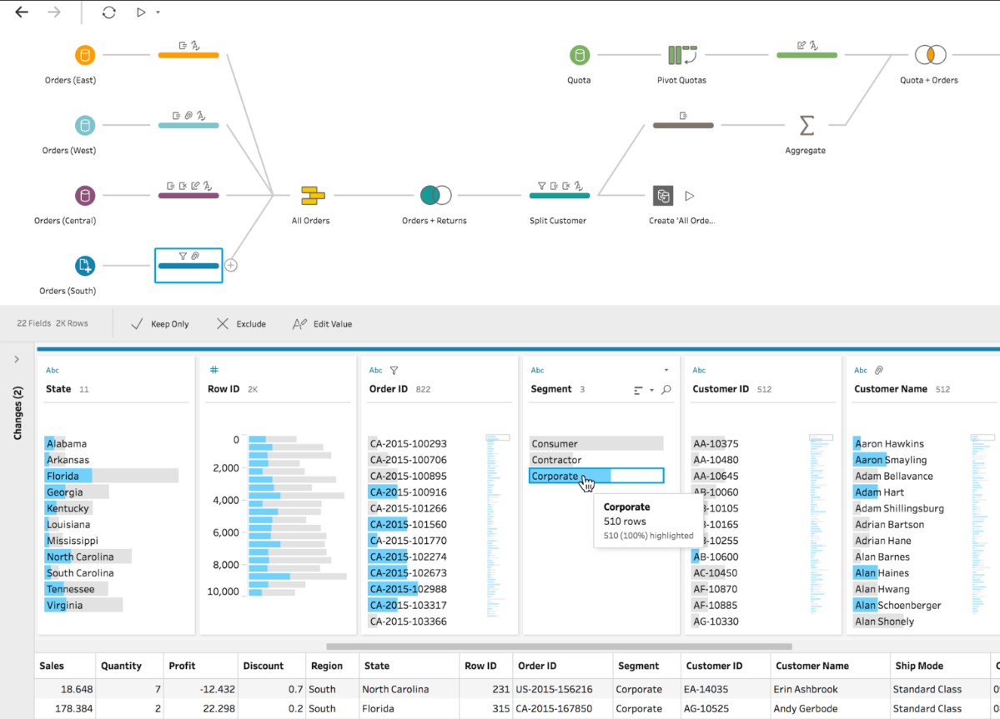 Orders (East)
Quota
Pivot Quotas
Quota + Orders
Orders (West)
Aggregate
Orders (Central)
All Orders
Orders + Returns
Split Customer
Create 'All Orde...
Orders (South)
22 Fields 2K Rows
Keep Only
Exclude
Edit Value
Changes (2)
Abc
State 11
Alabama
Arkansas
Florida
Georgia
Kentucky
Louisiana
Mississippi
North Carolina
South Carolina
Tennessee
Virginia
#
Row ID 2K
0
2,000
4,000
6,000
8,000
10,000
Abc
Order ID 822
CA-2015-100293
CA-2015-100706
CA-2015-100895
CA-2015-100916
CA-2015-101266
CA-2015-101560
CA-2015-101770
CA-2015-102274
CA-2015-102673
CA-2015-102988
CA-2015-103317
CA-2015-103366
Abc
Segment 3
Consumer
Contractor
Corporate
Corporate
510 rows
510 (100%) highlighted
Abc
Customer ID 512
AA-10375
AA-10480
AA-10645
AB-10060
B-10105
B-10165
B-10255
AB-10600
AC-10450
AF-10870
AF-10885
AG-10330
Abc
Customer Name 512
Aaron Hawkins
Aaron Smayling
Adam Bellavance
Adam Hart
Adam Shillingsburg
Adrian Bartson
Adrian Hane
Alan Barnes
Alan Haines
Alan Hwang
Alan Schoenberger
Alan Shonely
Sales Quantity Profit Discount Region State Row ID Order ID Segment Customer ID Customer Name Ship Mode
18.648 7 -12.432 0.7 South North Carolina 231 US-2015-156216 Corporate EA-14035 Erin Ashbrook Standard Class
178.384 2 22.298 0.2 South Florida 315 CA-2015-167850 Corporate AG-10525 Andy Gerbode Standard Class